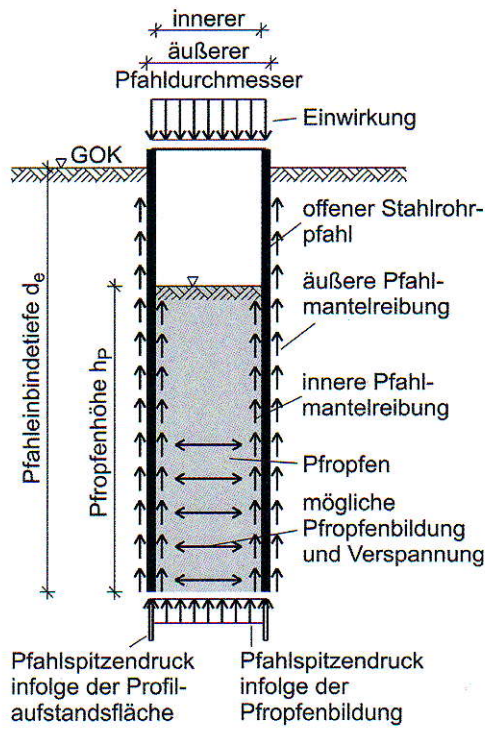 innerer
äußerer
Pfahldurchmesser
Einwirkung
GOK
offener Stahlrohr-
pfahl
äußere Pfahl-
mantelreibung
innere Pfahl-
mantelreibung
Pfropfen
mögliche
Pfropfenbildung
und Verspannung
Pfahleinbindetiefe de
Pfropfenhöhe hP
Pfahlspitzendruck
infolge der Profil-
aufstandsfläche
Pfahlspitzendruck
infolge der
Pfropfenbildung